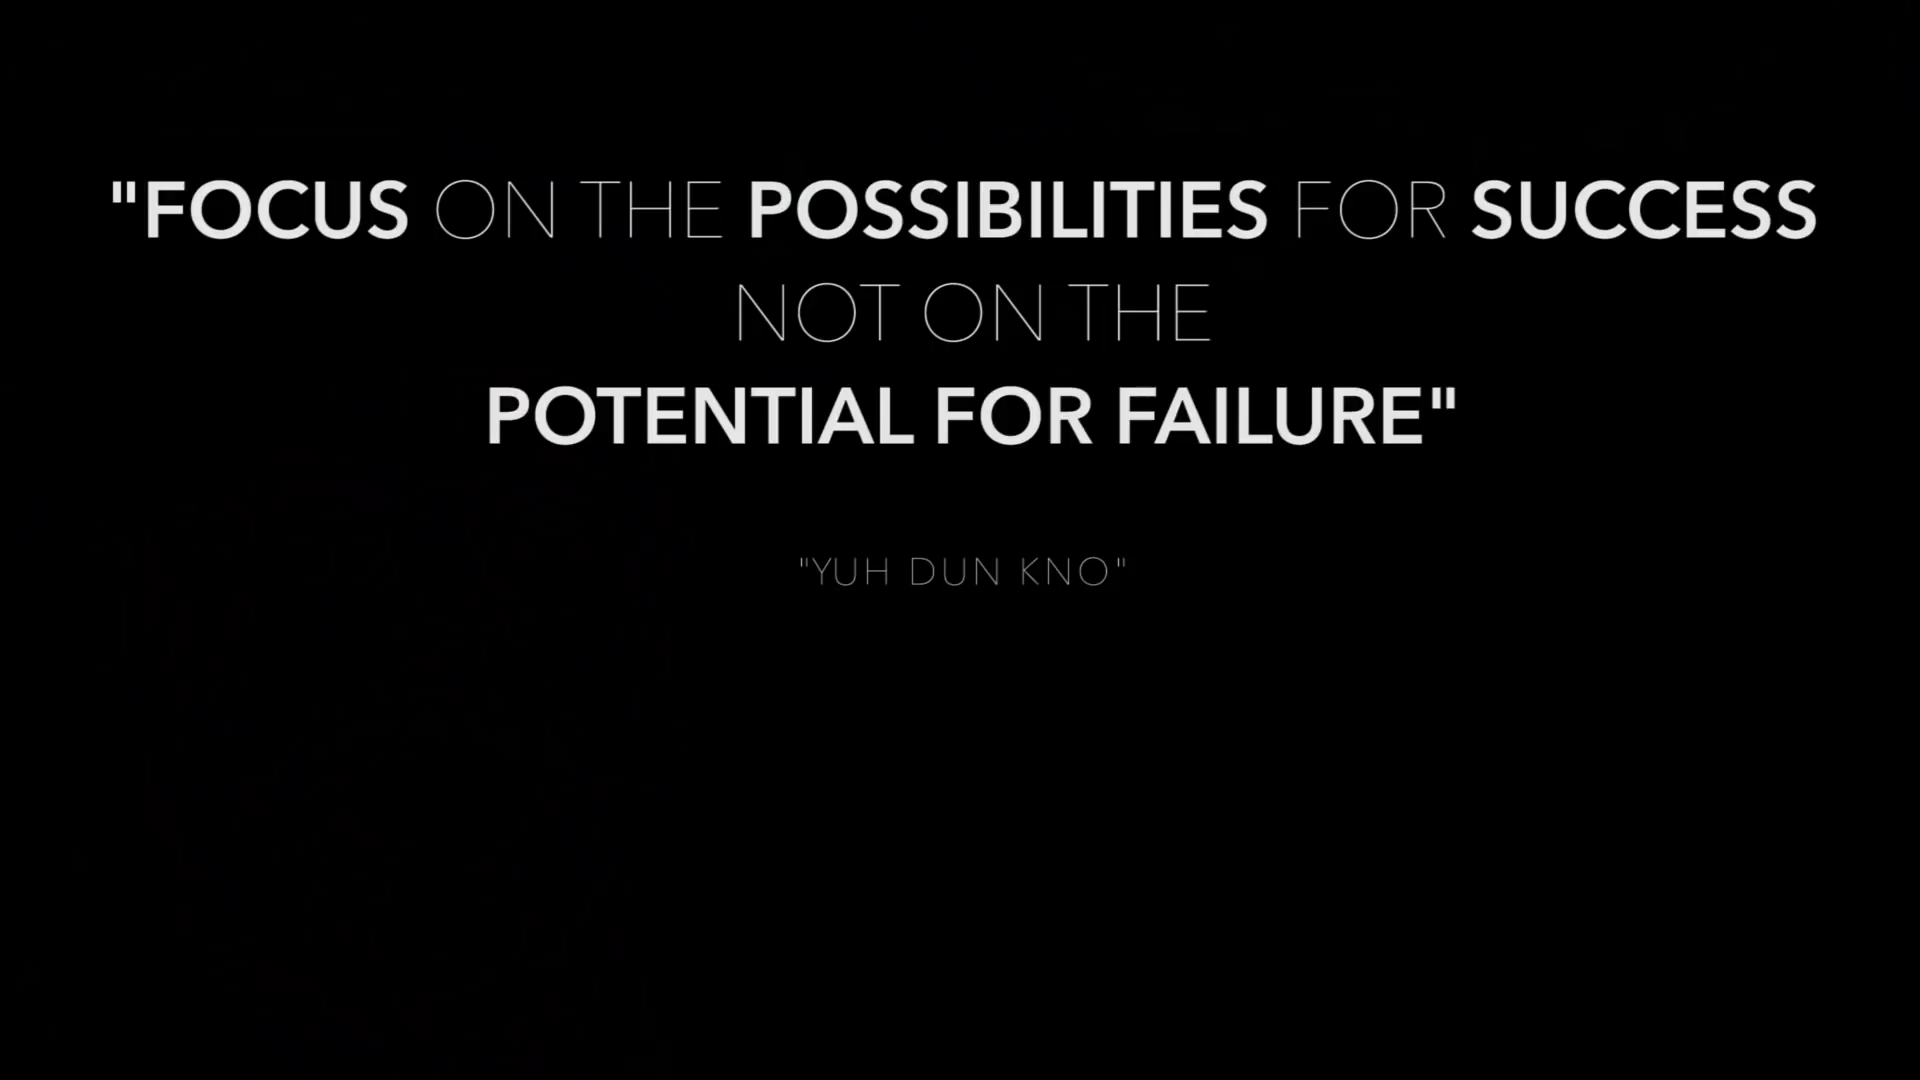 "FOCUS ON THE POSSIBILITIES FOR SUCCESS
NOT ON THE
POTENTIAL FOR FAILURE"
"YUH DUN KNO"